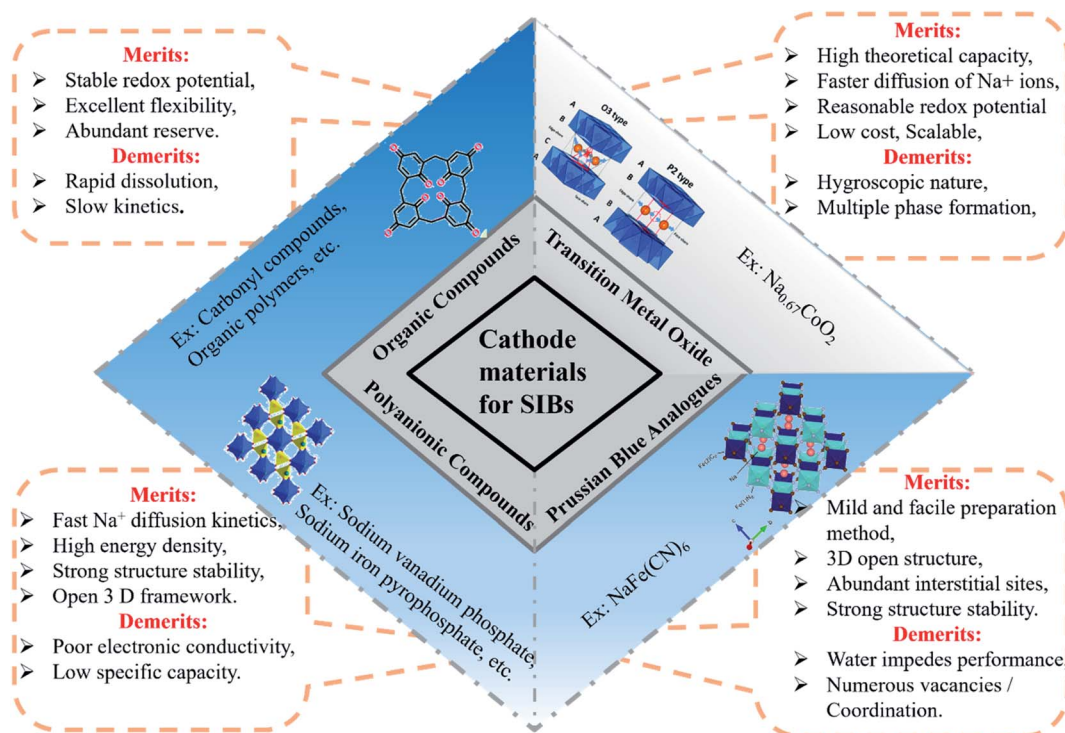 Merits:
➢ Stable redox potential,
➢ Excellent flexibility,
➢ Abundant reserve.
Demerits:
➢ Rapid dissolution,
➢ Slow kinetics.
Merits:
➢ High theoretical capacity,
➢ Faster diffusion of Na+ ions,
➢ Reasonable redox potential
➢ Low cost, Scalable,
Demerits:
➢ Hygroscopic nature,
➢ Multiple phase formation,
Ex: Carbonyl compounds,
Organic polymers, etc.
O3 type
A
B
C
A
P2 type
A
B
B
A
Ex: Na₀.₆₇CoO₂
Organic Compounds
Transition Metal Oxide
Cathode
materials
for SIBs
Polyanionic Compounds
Prussian Blue Analogues
Ex: Sodium vanadium phosphate,
Sodium iron pyrophosphate, etc.
Na
Ex: NaFe(CN)₆
Merits:
➢ Fast Na⁺ diffusion kinetics,
➢ High energy density,
➢ Strong structure stability,
➢ Open 3 D framework.
Demerits:
➢ Poor electronic conductivity,
➢ Low specific capacity.
Merits:
➢ Mild and facile preparation
method,
➢ 3D open structure,
➢ Abundant interstitial sites,
➢ Strong structure stability.
Demerits:
➢ Water impedes performance,
➢ Numerous vacancies /
Coordination.